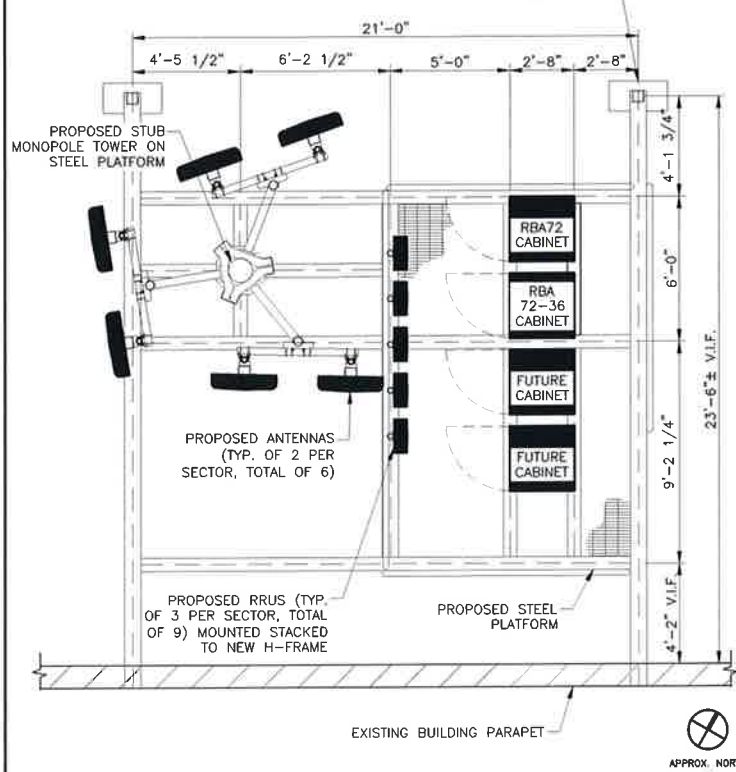 21'-0"
4'-5 1/2"
6'-2 1/2"
5'-0"
2'-8"
2'-8"
PROPOSED STUB
MONOPOLE TOWER ON
STEEL PLATFORM
4'-1 3/4"
RBA72
CABINET
6'-0"
RBA
72-36
CABINET
23'-6"± V.I.F.
FUTURE
CABINET
PROPOSED ANTENNAS
(TYP. OF 2 PER
SECTOR, TOTAL OF 6)
FUTURE
CABINET
9'-2 1/4"
PROPOSED RRUS (TYP.
OF 3 PER SECTOR, TOTAL
OF 9) MOUNTED STACKED
TO NEW H-FRAME
PROPOSED STEEL
PLATFORM
4'-2" V.I.F.
EXISTING BUILDING PARAPET
APPROX. NORT